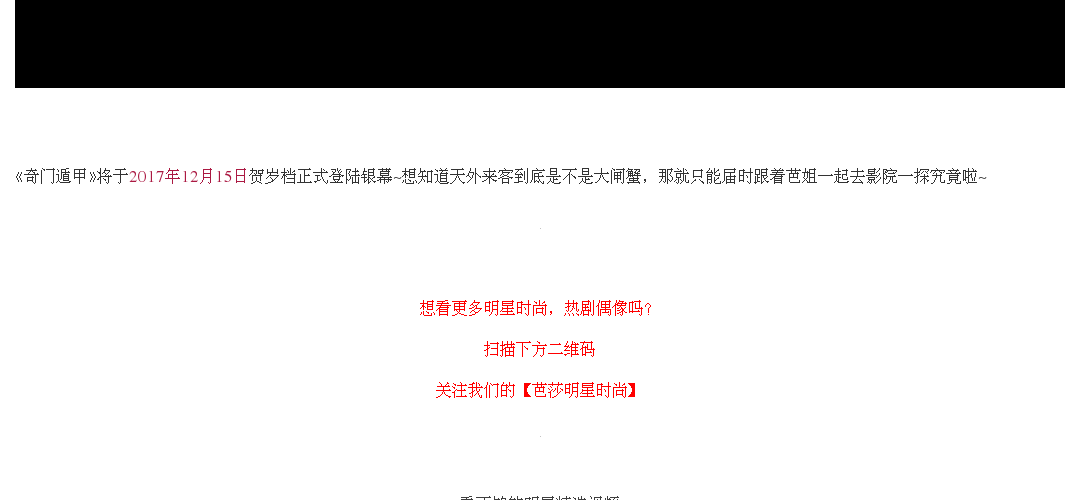 《奇门遁甲》将于2017年12月15日贺岁档正式登陆银幕~想知道天外来客到底是不是大闸蟹，那就只能届时跟着芭姐一起去影院一探究竟啦~
想看更多明星时尚，热剧偶像吗?
扫描下方二维码
关注我们的【芭莎明星时尚】